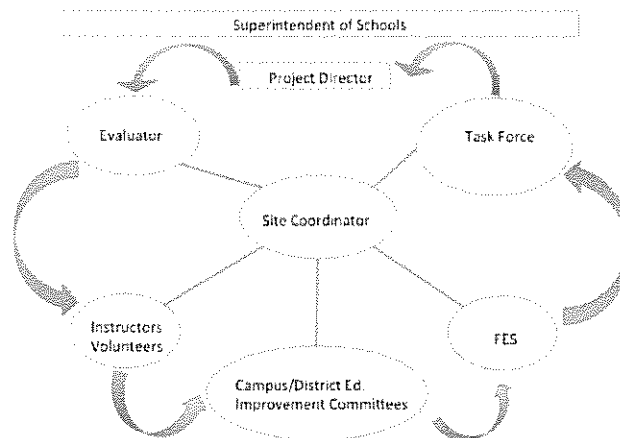 Superintendent of Schools
Project Director
Evaluator
Task Force
Site Coordinator
Instructors
Volunteers
FES
Campus/District Ed.
Improvement Committees